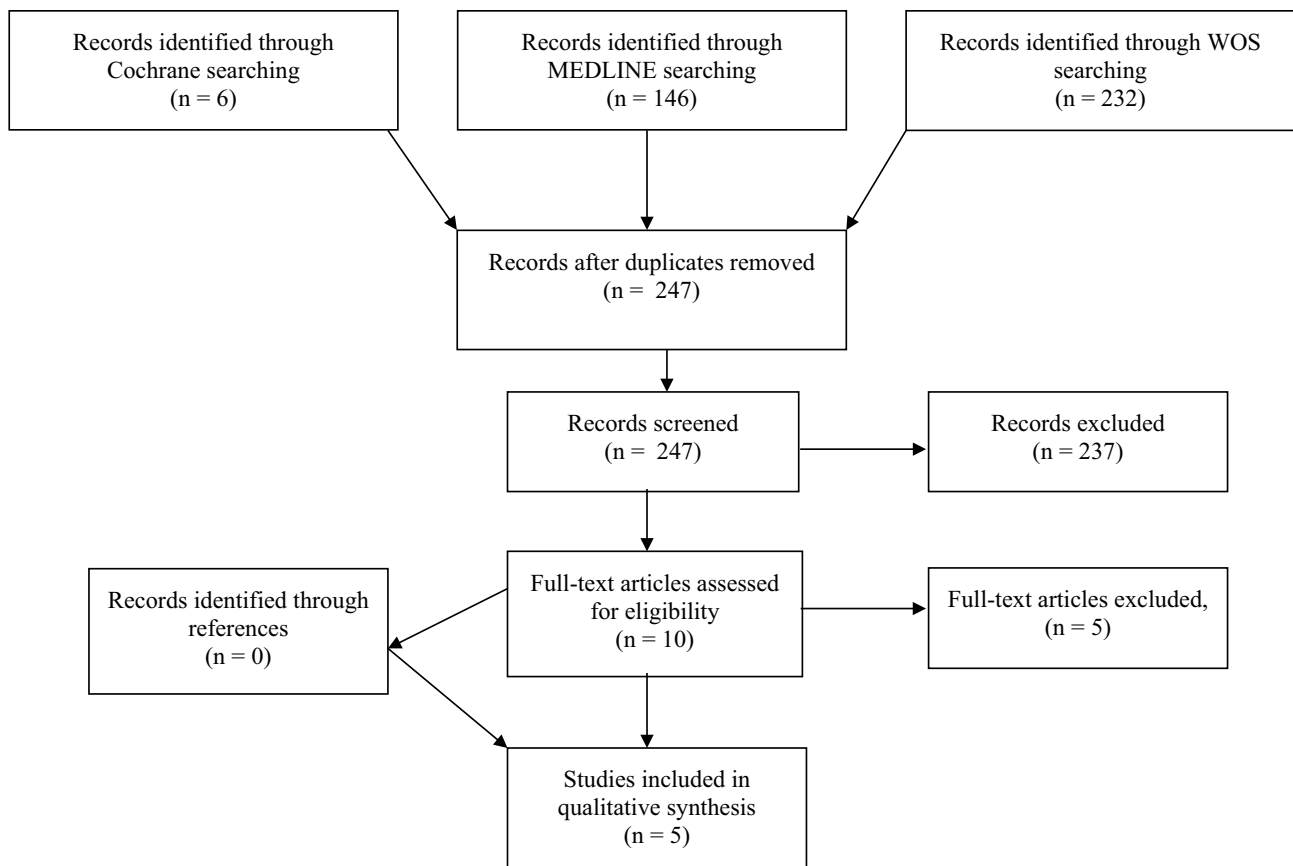 Records identified through
Cochrane searching
(n = 6)
Records identified through
MEDLINE searching
(n = 146)
Records identified through WOS
searching
(n = 232)
Records after duplicates removed
(n = 247)
Records screened
(n = 247)
Records excluded
(n = 237)
Full-text articles assessed
for eligibility
(n = 10)
Full-text articles excluded,
(n = 5)
Records identified through
references
(n = 0)
Studies included in
qualitative synthesis
(n = 5)